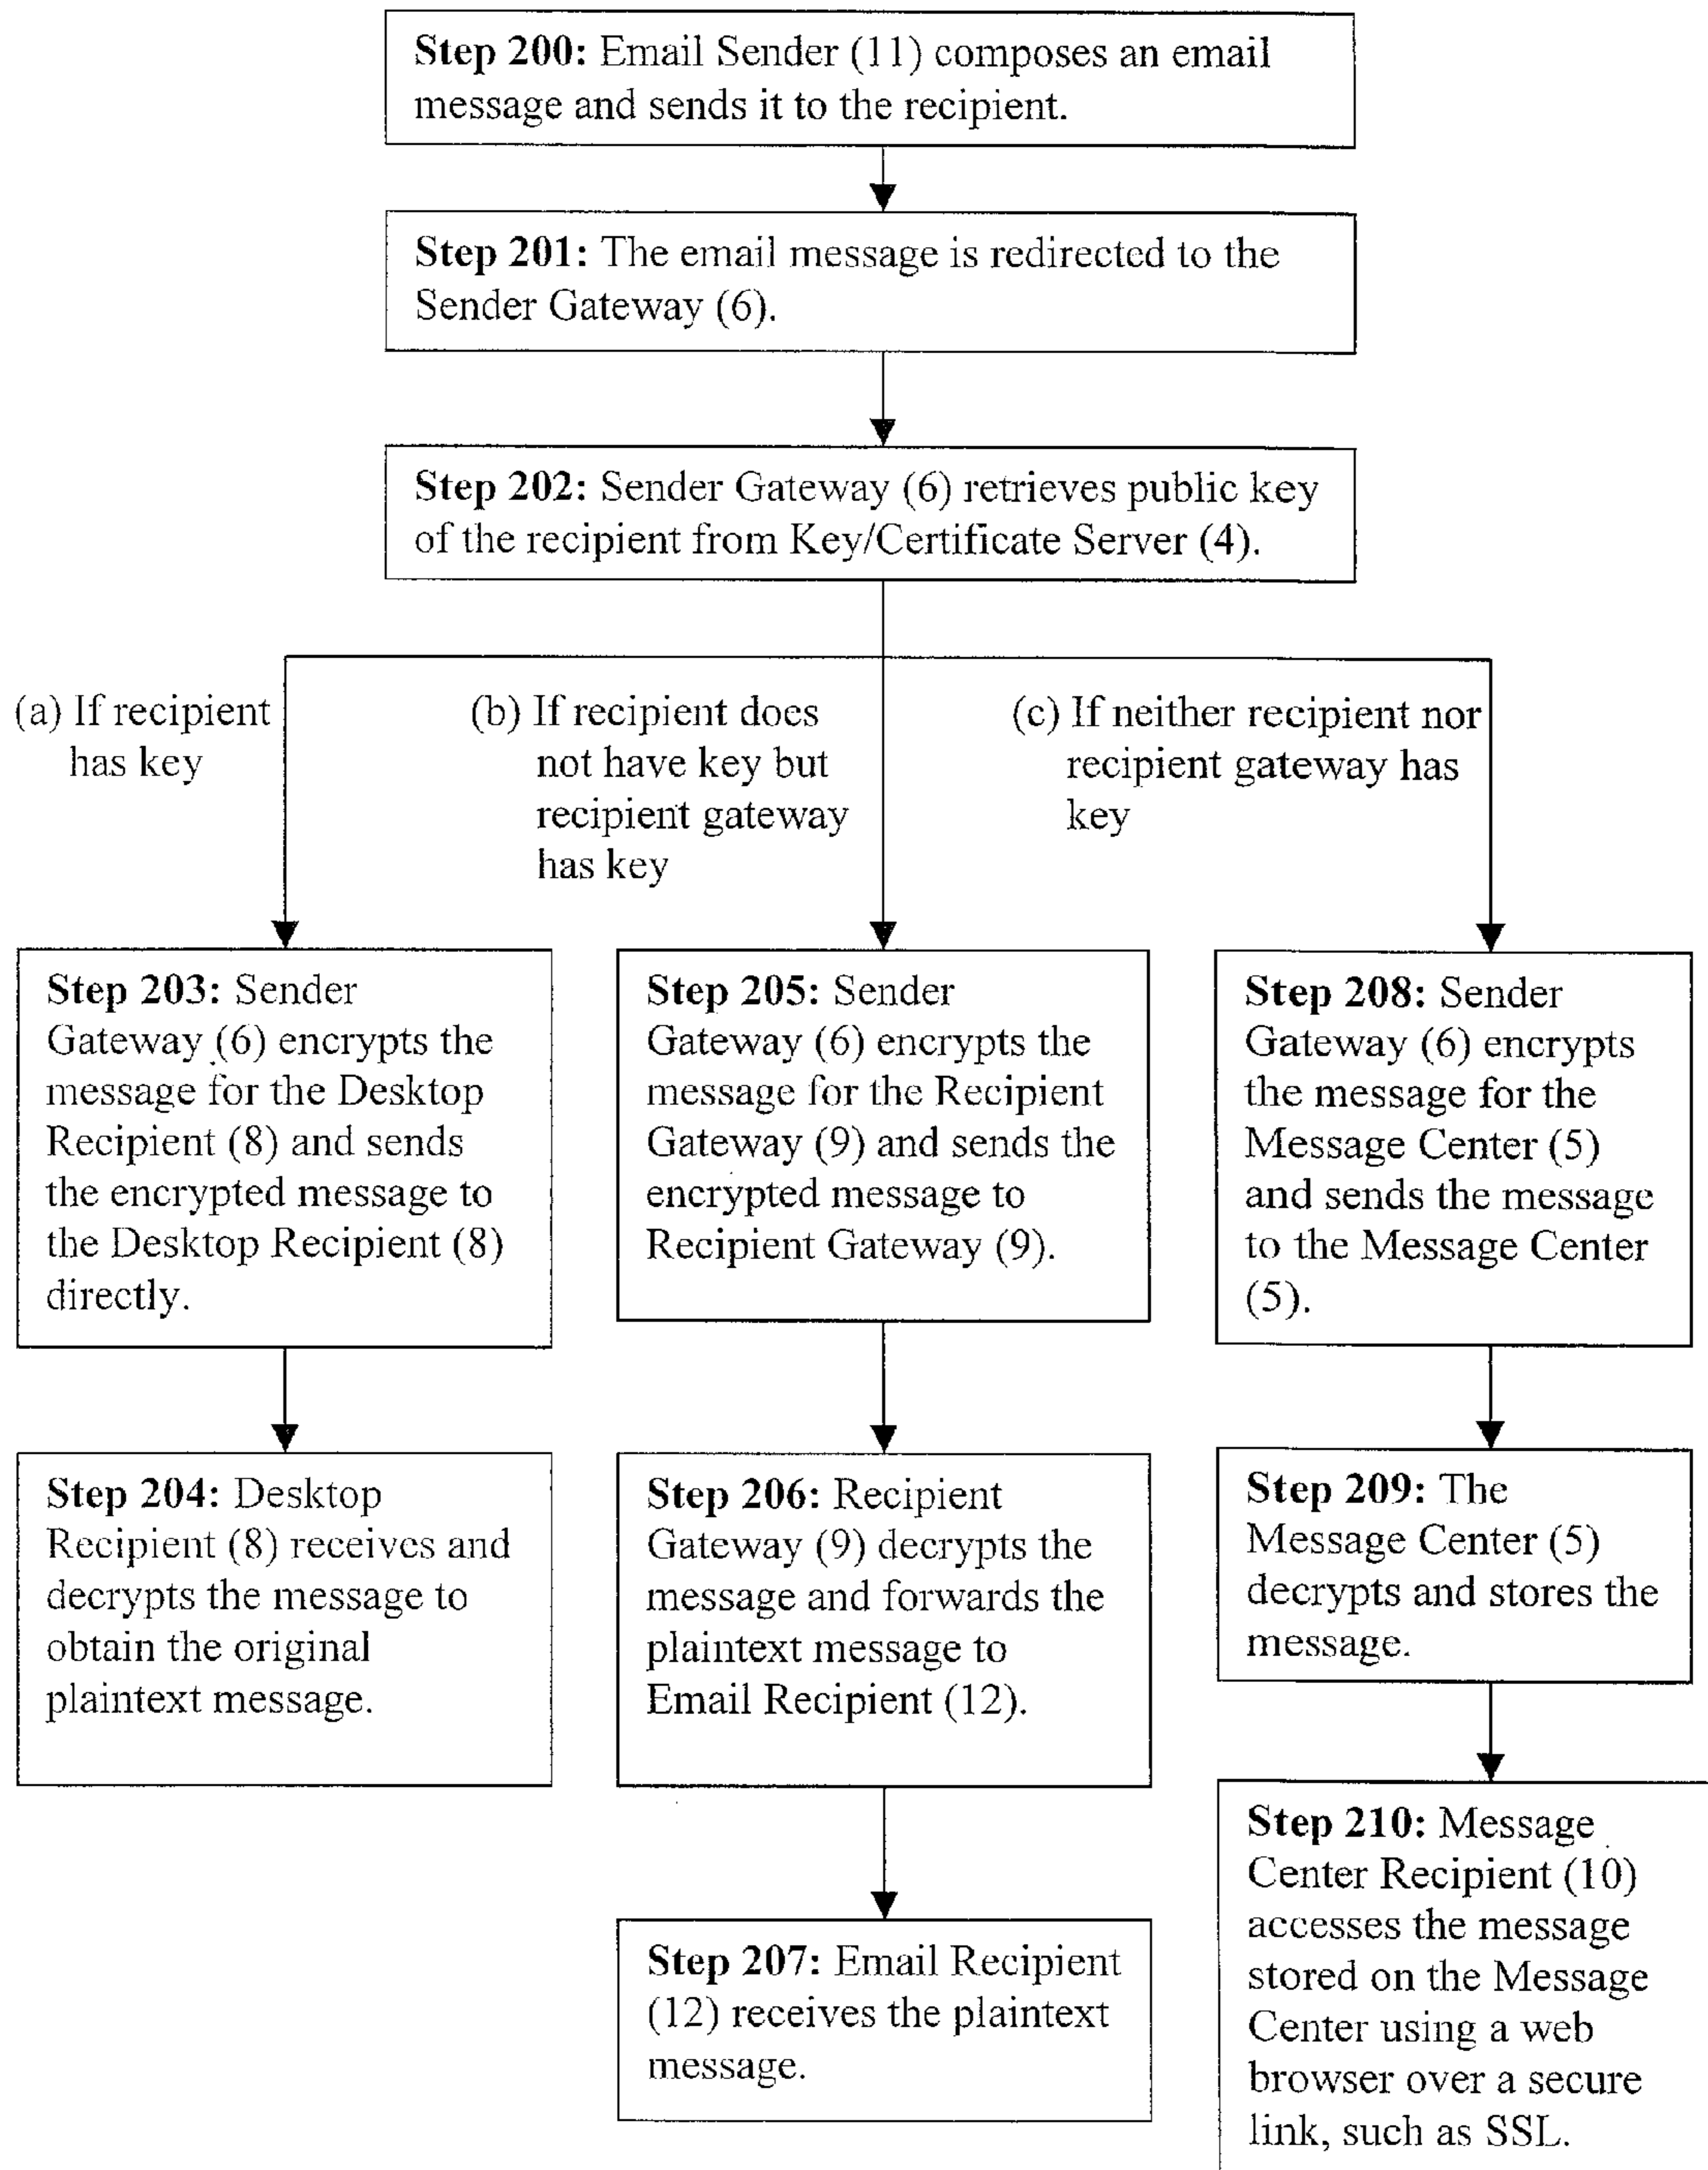 Step 200: Email Sender (11) composes an email
message and sends it to the recipient.
Step 201: The email message is redirected to the
Sender Gateway (6).
Step 202: Sender Gateway (6) retrieves public key
of the recipient from Key/Certificate Server (4).
(a) If recipient
has key
(b) If recipient does
not have key but
recipient gateway
has key
(c) If neither recipient nor
recipient gateway has
key
Step 203: Sender
Gateway (6) encrypts the
message for the Desktop
Recipient (8) and sends
the encrypted message to
the Desktop Recipient (8)
directly.
Step 205: Sender
Gateway (6) encrypts the
message for the Recipient
Gateway (9) and sends the
encrypted message to
Recipient Gateway (9).
Step 208: Sender
Gateway (6) encrypts
the message for the
Message Center (5)
and sends the message
to the Message Center
(5).
Step 204: Desktop
Recipient (8) receives and
decrypts the message to
obtain the original
plaintext message.
Step 206: Recipient
Gateway (9) decrypts the
message and forwards the
plaintext message to
Email Recipient (12).
Step 209: The
Message Center (5)
decrypts and stores the
message.
Step 207: Email Recipient
(12) receives the plaintext
message.
Step 210: Message
Center Recipient (10)
accesses the message
stored on the Message
Center using a web
browser over a secure
link, such as SSL.